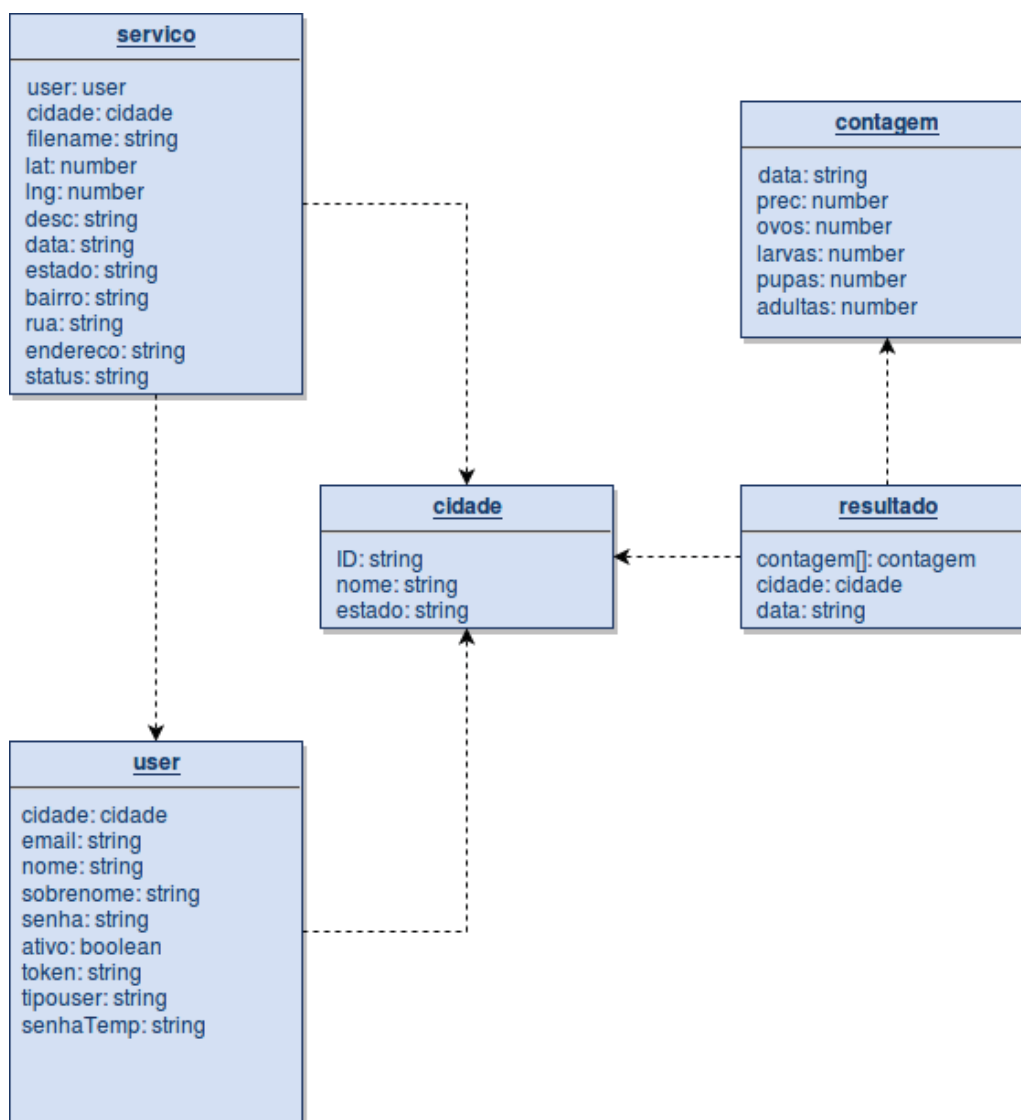 servico
user: user
cidade: cidade
filename: string
lat: number
lng: number
desc: string
data: string
estado: string
bairro: string
rua: string
endereco: string
status: string
contagem
data: string
prec: number
ovos: number
larvas: number
pupas: number
adultas: number
cidade
ID: string
nome: string
estado: string
resultado
contagem[]: contagem
cidade: cidade
data: string
user
cidade: cidade
email: string
nome: string
sobrenome: string
senha: string
ativo: boolean
token: string
tipouser: string
senhaTemp: string